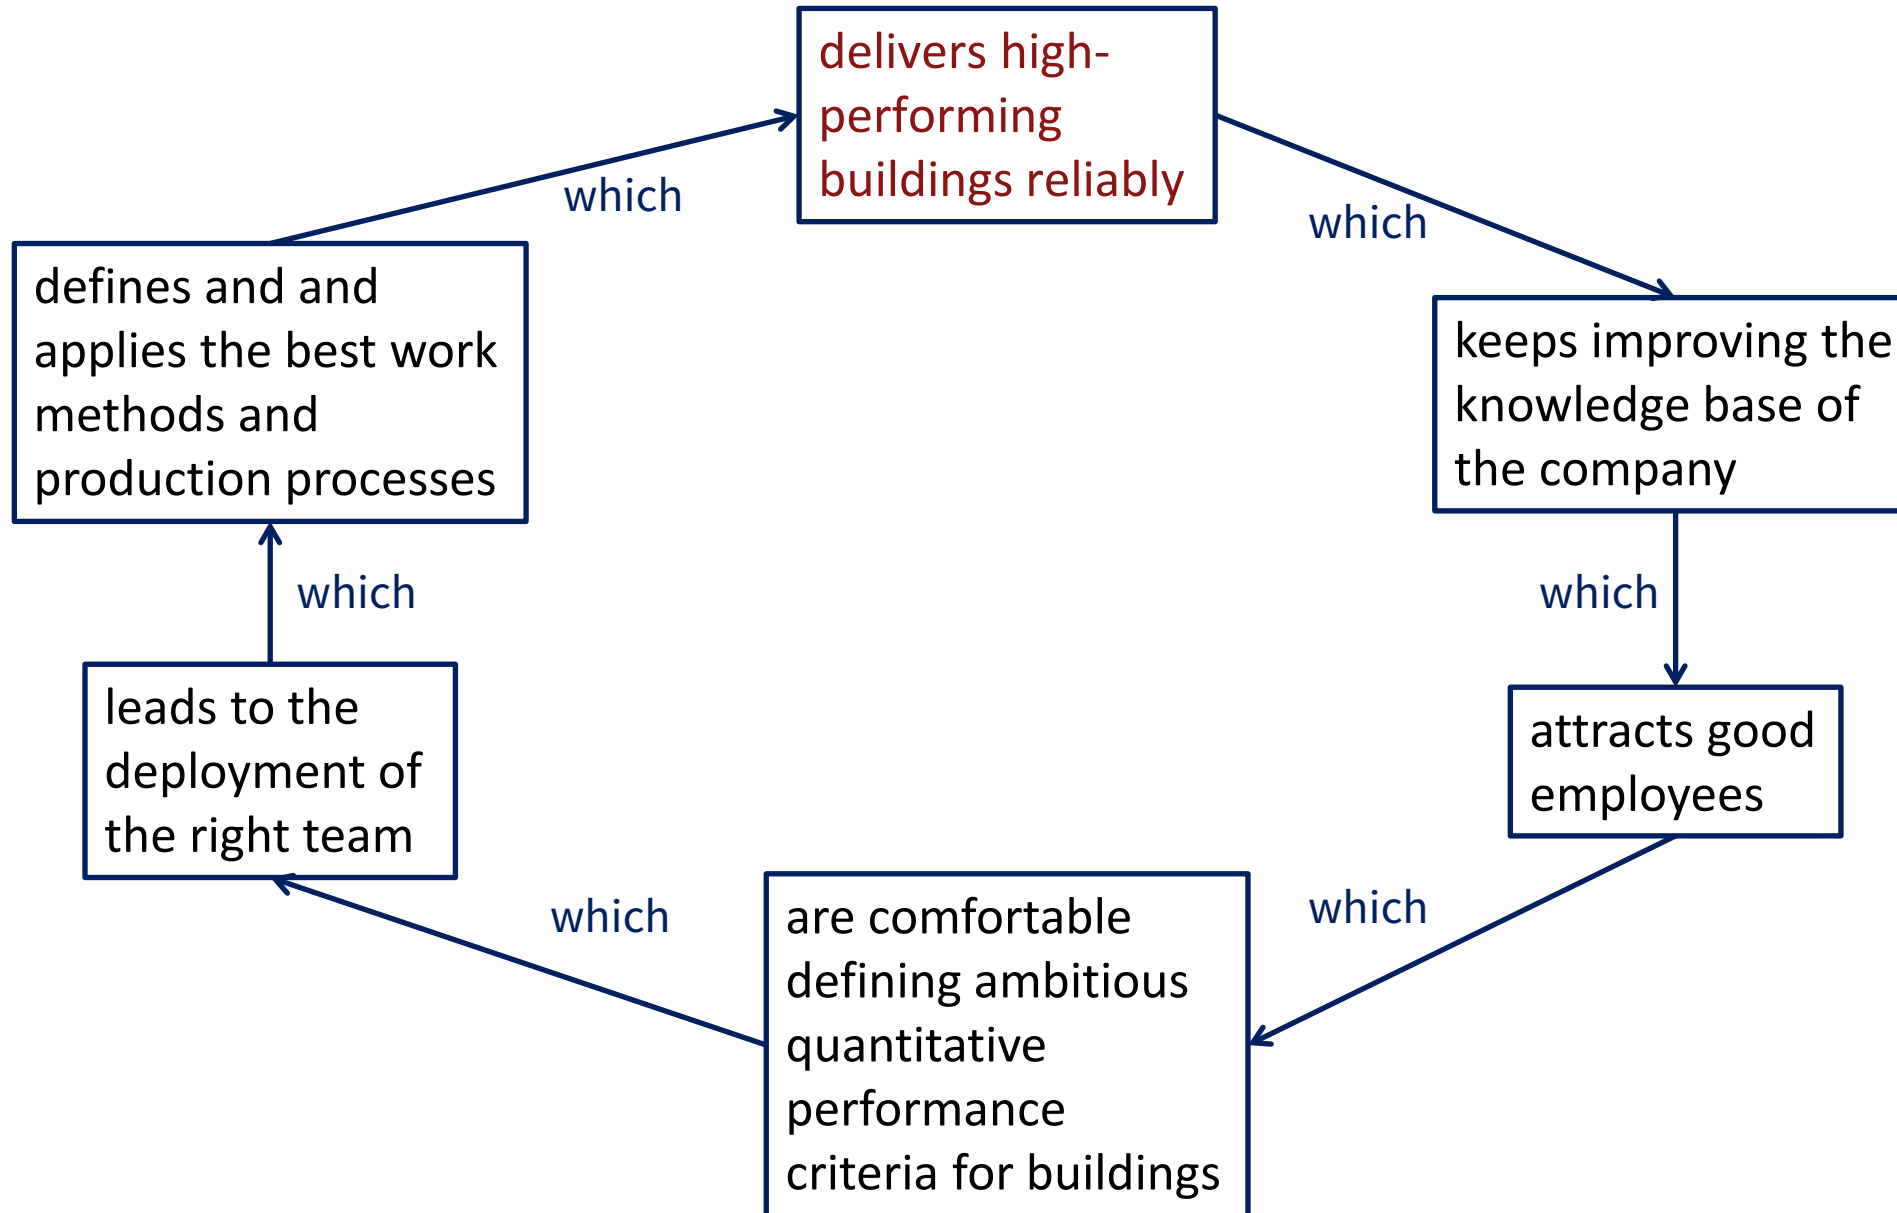 delivers high-
performing
buildings reliably
which
which
defines and and
applies the best work
methods and
production processes
keeps improving the
knowledge base of
the company
which
which
leads to the
deployment of
the right team
attracts good
employees
which
which
are comfortable
defining ambitious
quantitative
performance
criteria for buildings